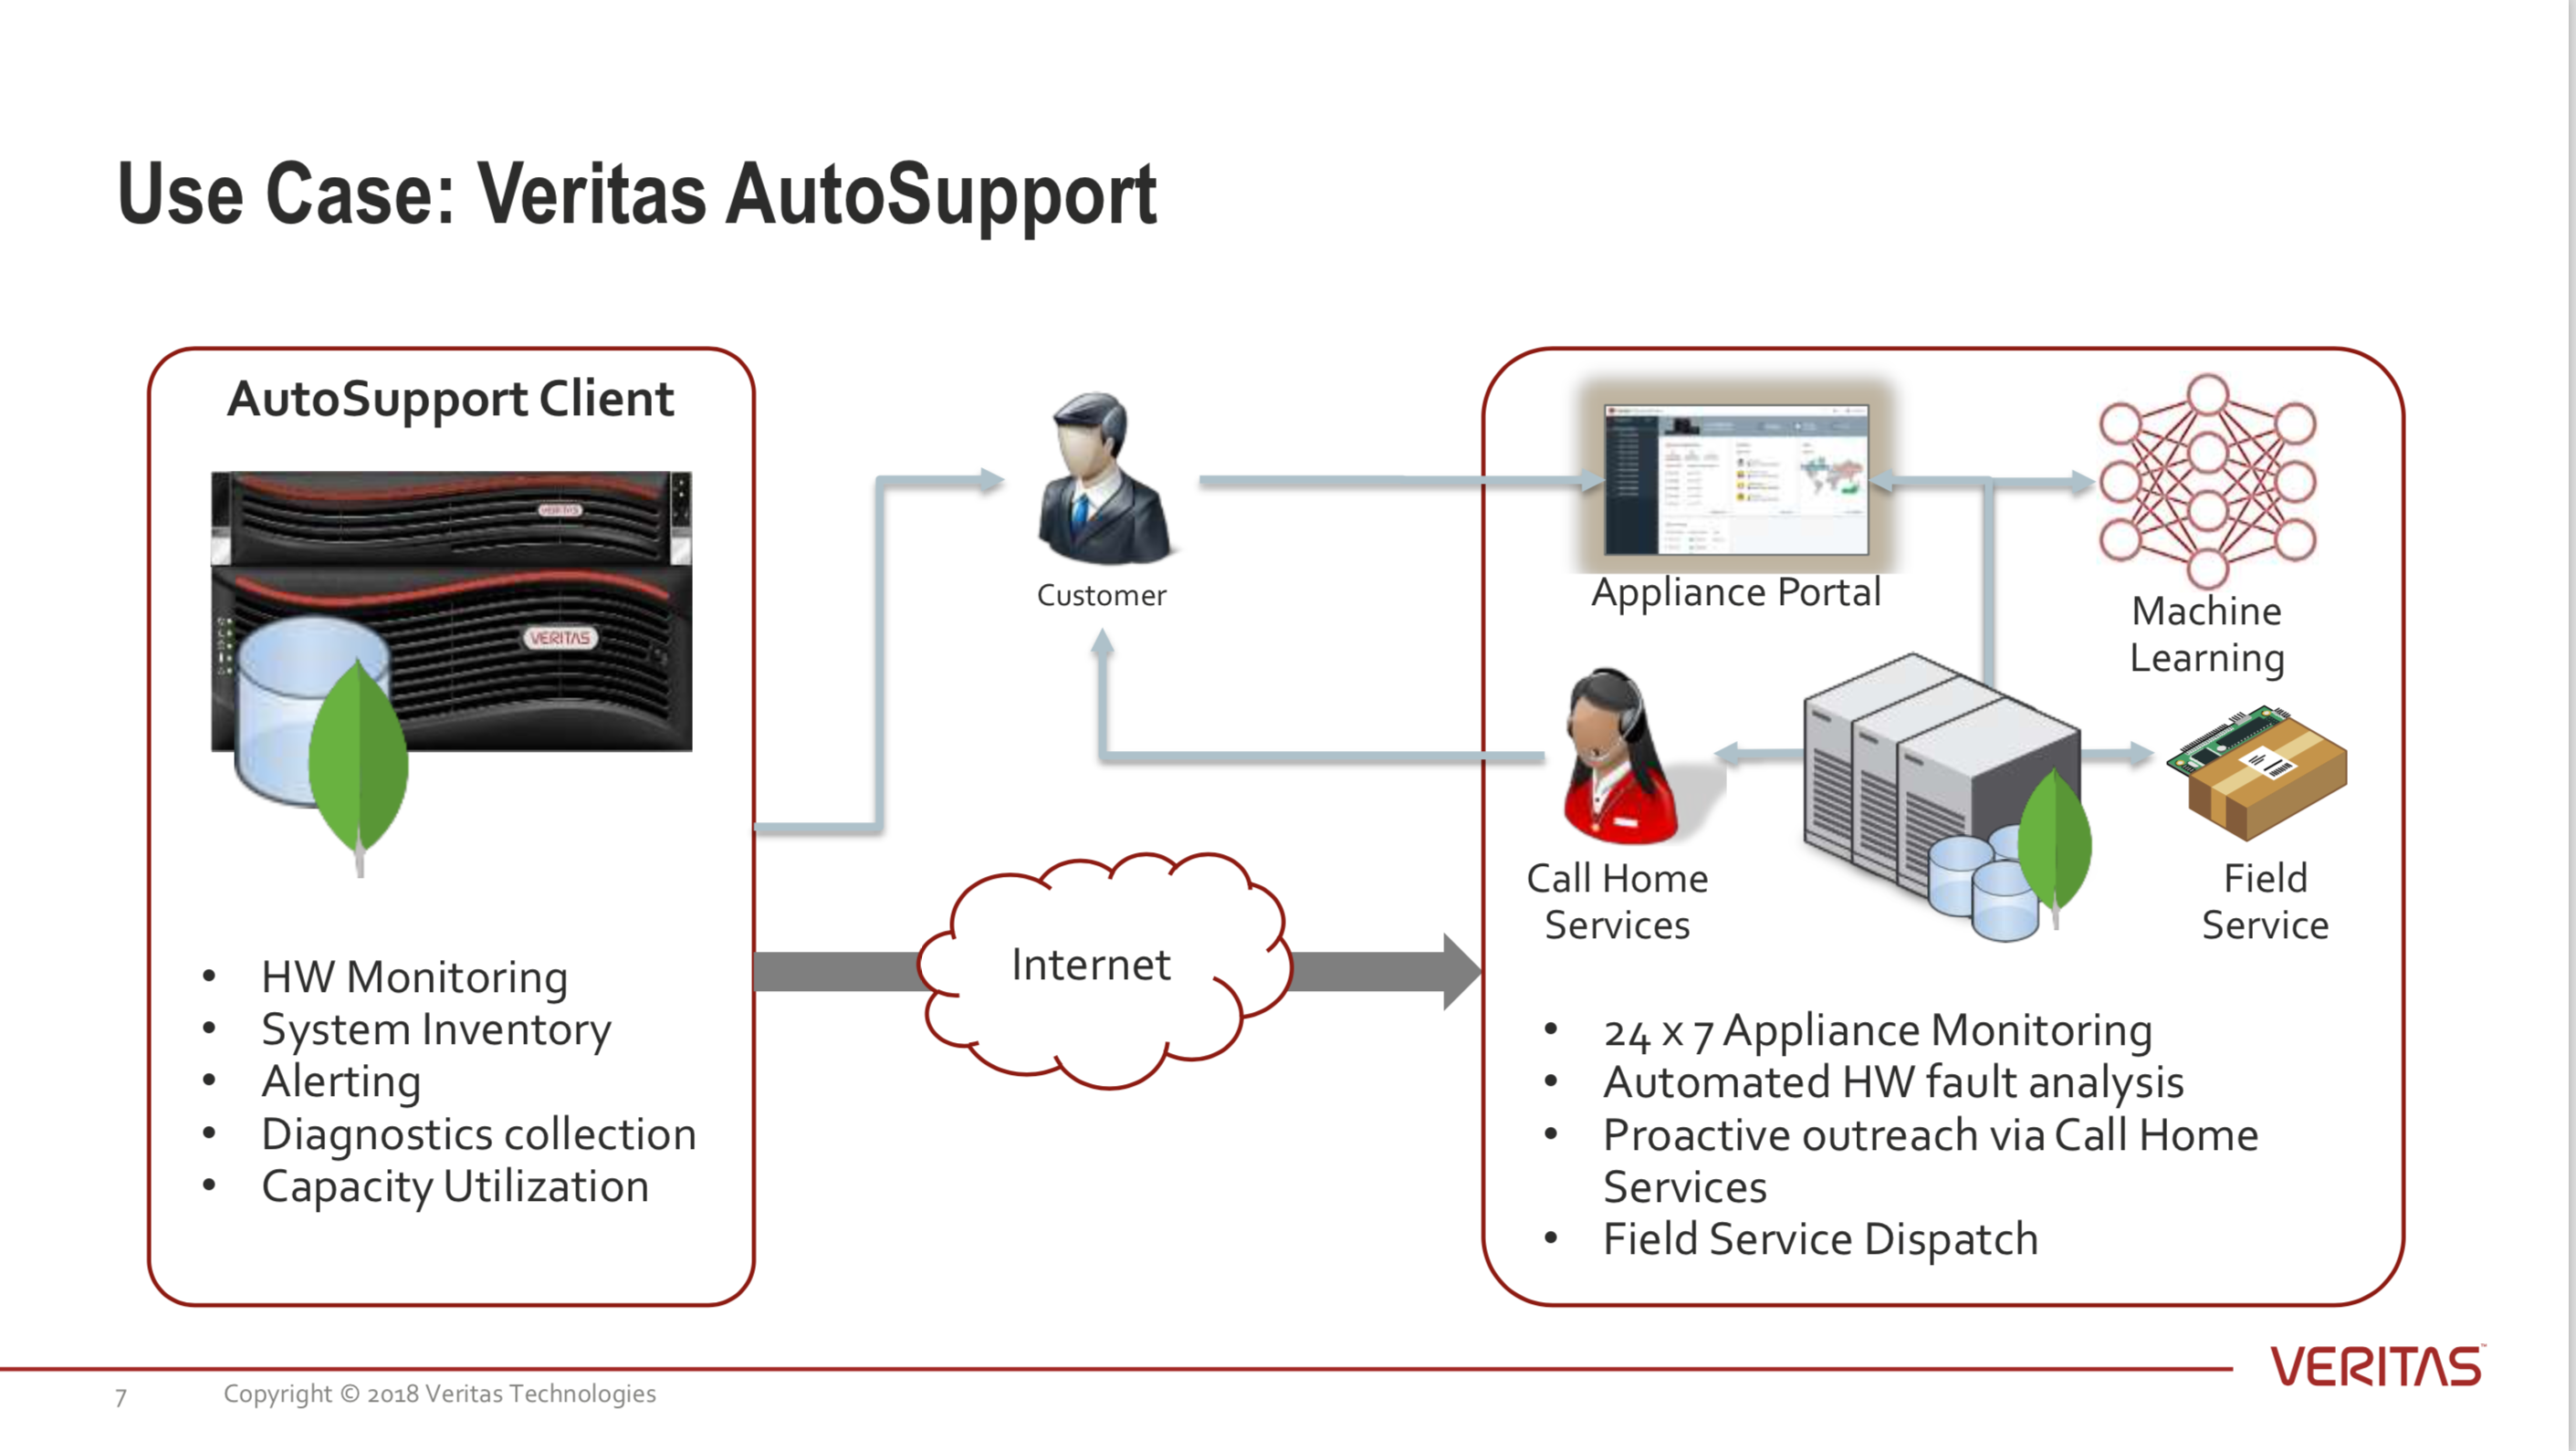 Use Case: Veritas AutoSupport
AutoSupport Client
VERITAS
VERITAS
• HW Monitoring
• System Inventory
• Alerting
• Diagnostics collection
• Capacity Utilization
Customer
Internet
Appliance Portal
Machine
Learning
Call Home
Services
Field
Service
• 24 x 7 Appliance Monitoring
• Automated HW fault analysis
• Proactive outreach via Call Home
Services
• Field Service Dispatch
VERITAS™
7
Copyright © 2018 Veritas Technologies